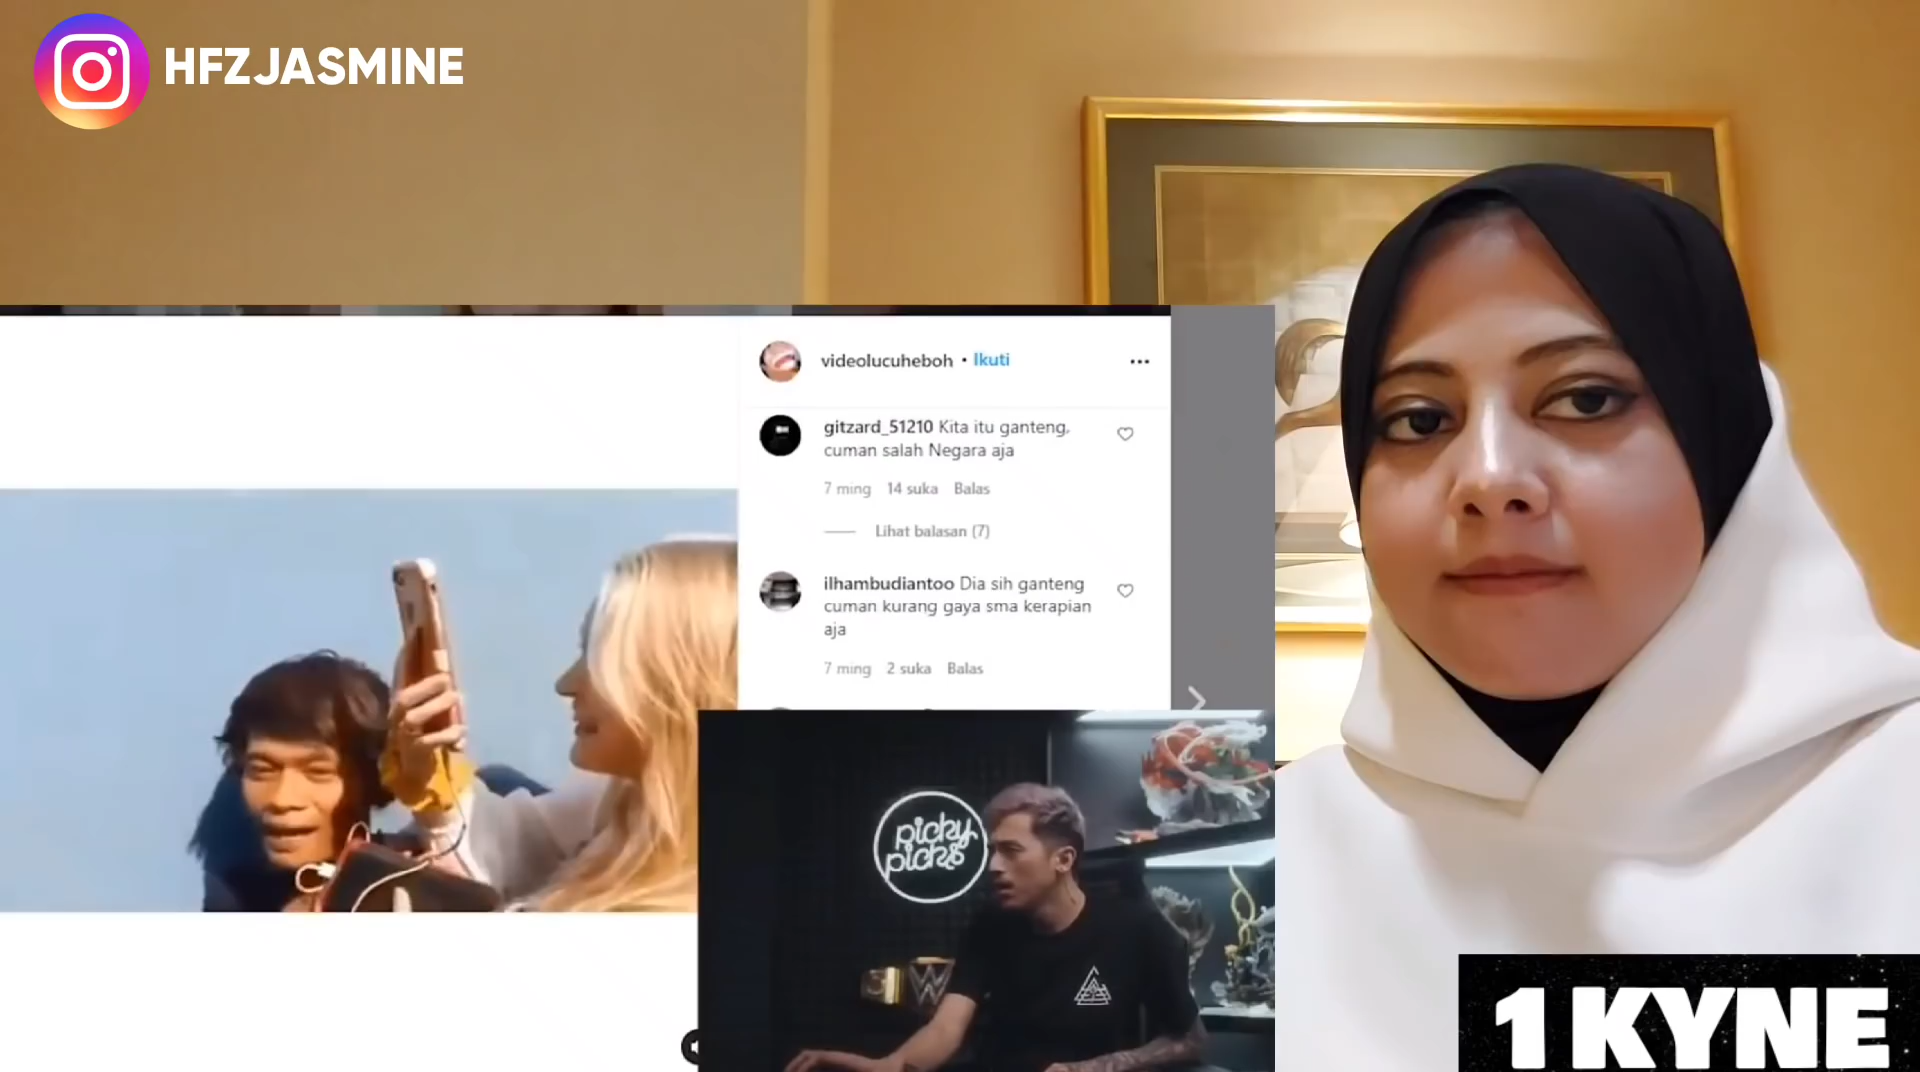 HFZJASMINE
videolucuheboh • Ikuti
gitzard_51210 Kita itu ganteng,
cuman salah Negara aja
7 ming 14 suka Balas
Lihat balasan (7)
ilhambudiantoo Dia sih ganteng
cuman kurang gaya sma kerapian
aja
7 ming 2 suka Balas
picky
picks
W
1 KYNE